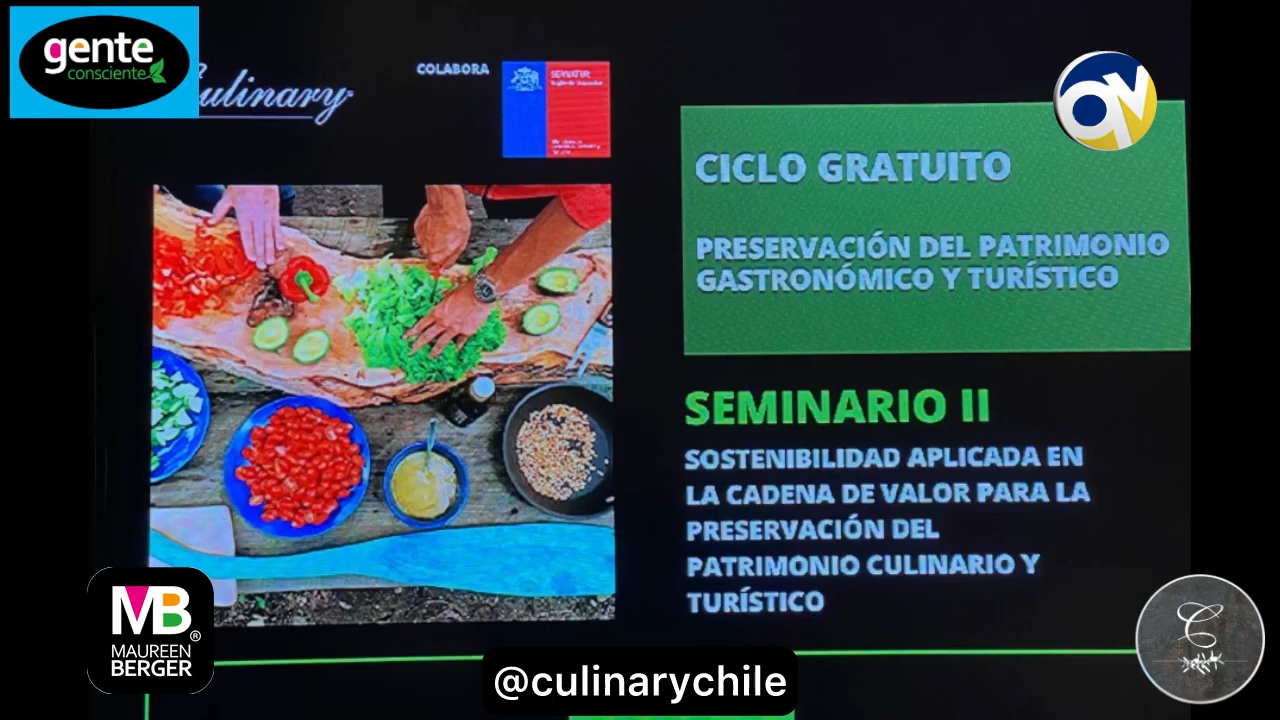 gente
consciente
ulinary
COLABORA
SERNATUR
CICLO GRATUITO
PRESERVACIÓN DEL PATRIMONIO
GASTRONÓMICO Y TURÍSTICO
SEMINARIO II
SOSTENIBILIDAD APLICADA EN
LA CADENA DE VALOR PARA LA
PRESERVACIÓN DEL
PATRIMONIO CULINARIO Y
TURÍSTICO
MB®
MAUREEN
BERGER
@culinarychile